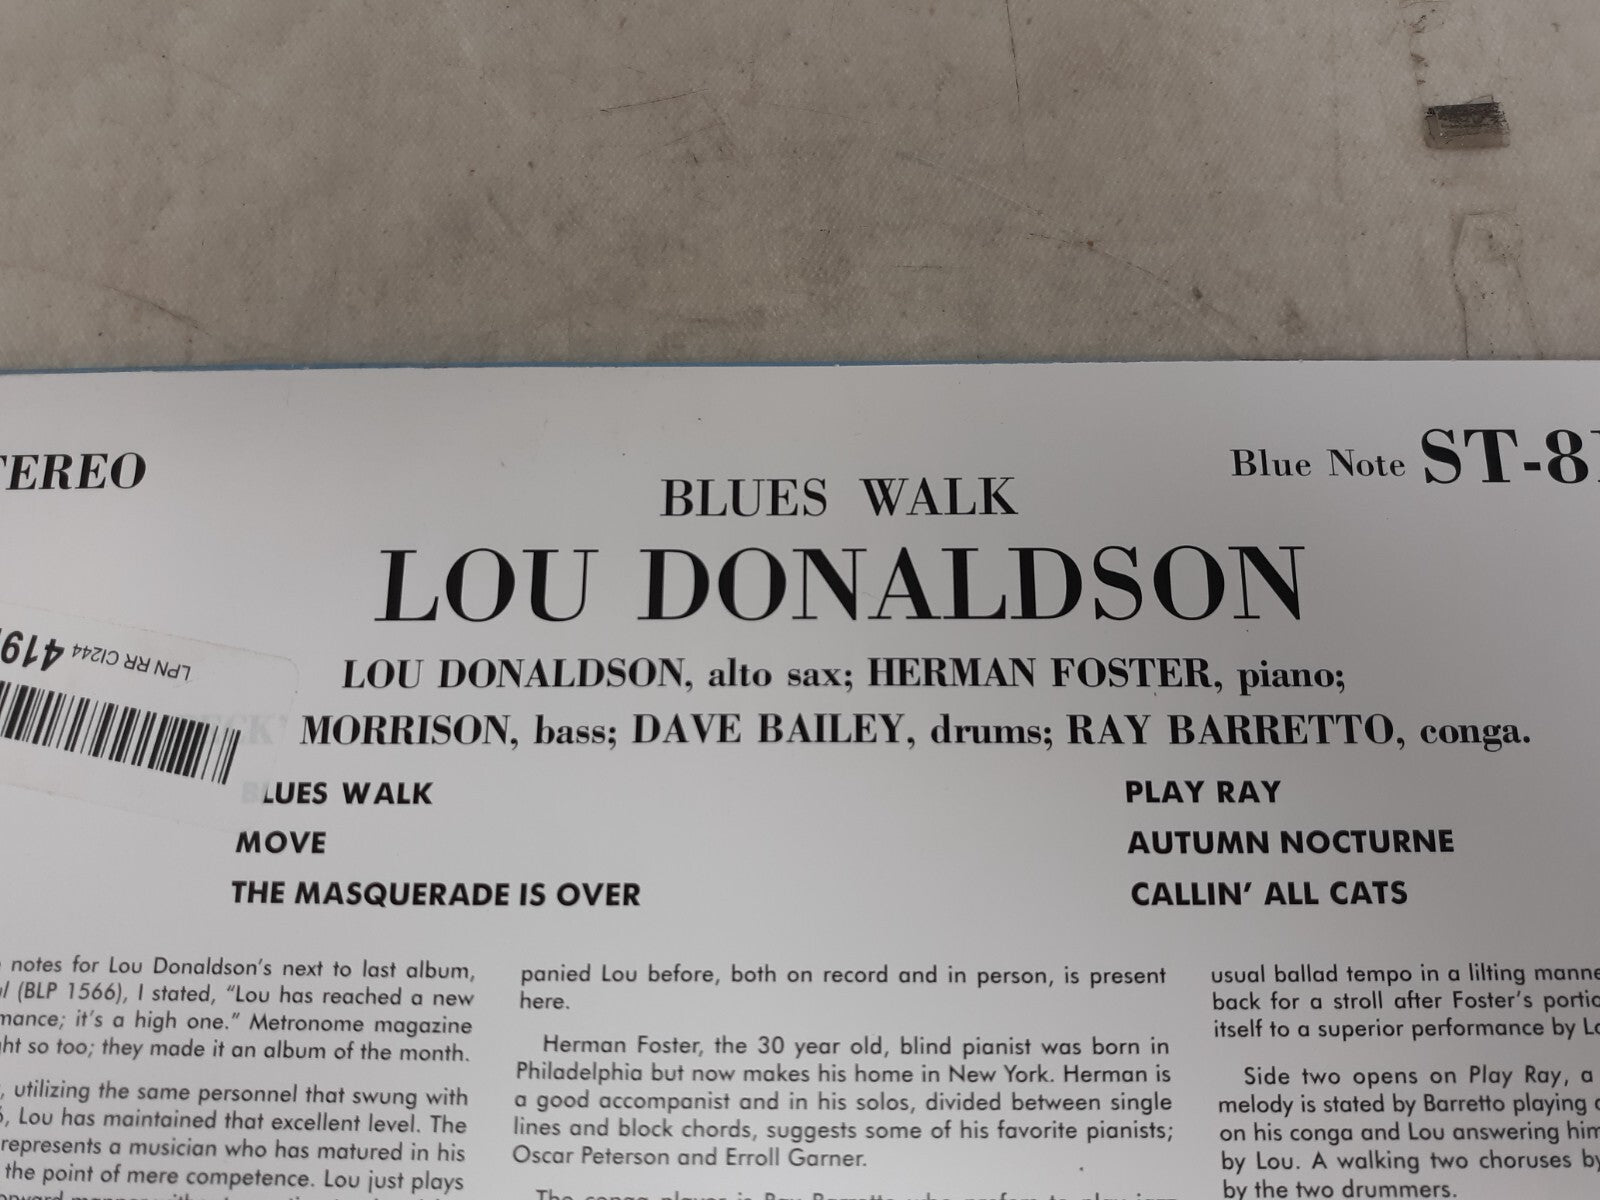 STEREO
Blue Note ST-8
BLUES WALK
LOU DONALDSON
LPN RR CI244 419
LOU DONALDSON, alto sax; HERMAN FOSTER, piano;
MORRISON, bass; DAVE BAILEY, drums; RAY BARRETTO, conga.
BLUES WALK
MOVE
THE MASQUERADE IS OVER
PLAY RAY
AUTUMN NOCTURNE
CALLIN' ALL CATS
notes for Lou Donaldson's next to last album,
(BLP 1566), I stated, "Lou has reached a new
it's a high one." Metronome magazine
so too; they made it an album of the month.
utilizing the same personnel that swung with
Lou has maintained that excellent level. The
represents a musician who has matured in his
the point of mere competence. Lou just plays
panied Lou before, both on record and in person, is present
here.
Herman Foster, the 30 year old, blind pianist was born in
Philadelphia but now makes his home in New York. Herman is
a good accompanist and in his solos, divided between single
lines and block chords, suggests some of his favorite pianists;
Oscar Peterson and Erroll Garner.
usual ballad tempo in a lilting
back for a stroll after Foster's
itself to a superior performance by
Side two opens on Play Ray, a
melody is stated by Barretto playing
on his conga and Lou answering
by Lou. A walking two choruses
by the two drummers.